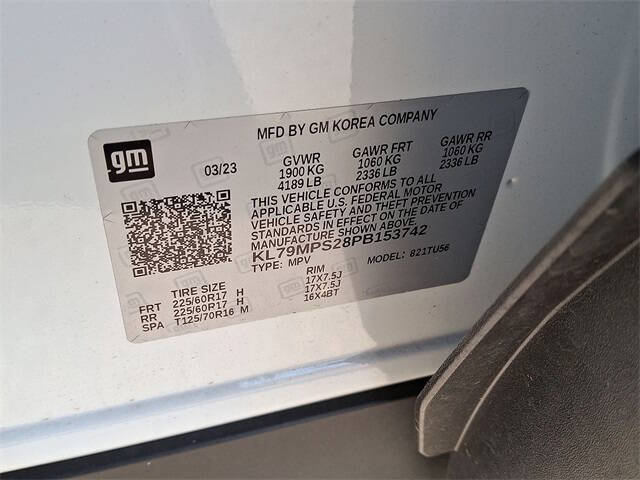 MFD BY GM KOREA COMPANY
gm
03/23 GVWR GAWR FRT GAWR RR
1900 KG 1060 KG 1060 KG
4189 LB 2336 LB 2336 LB
THIS VEHICLE CONFORMS TO ALL
APPLICABLE U.S. FEDERAL MOTOR
VEHICLE SAFETY AND THEFT PREVENTION
STANDARDS IN EFFECT ON THE DATE OF
MANUFACTURE SHOWN ABOVE.
KL79MPS28PB153742
TYPE: MPV MODEL: 821TU56
TIRE SIZE RIM
FRT 225/60R17 H 17X7.5J
RR 225/60R17 H 17X7.5J
SPA T125/70R16 M 16X4BT